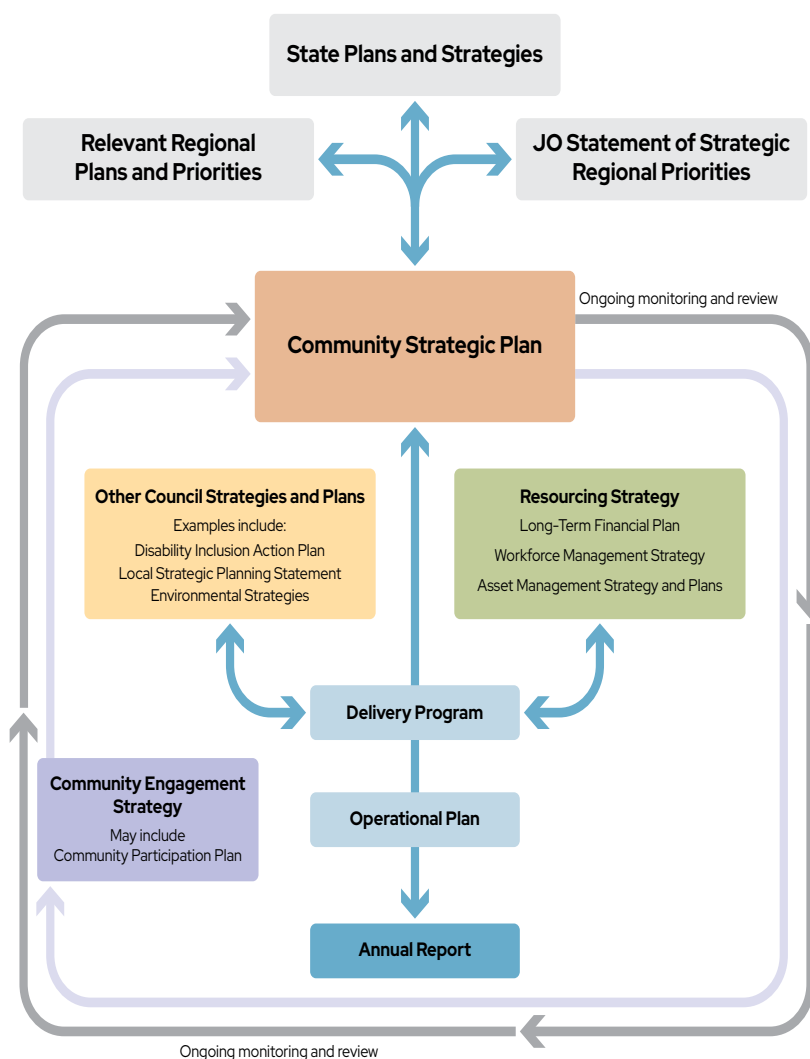 State Plans and Strategies
Relevant Regional
Plans and Priorities
JO Statement of Strategic
Regional Priorities
Ongoing monitoring and review
Community Strategic Plan
Other Council Strategies and Plans
Examples include:
Disability Inclusion Action Plan
Local Strategic Planning Statement
Environmental Strategies
Resourcing Strategy
Long-Term Financial Plan
Workforce Management Strategy
Asset Management Strategy and Plans
Delivery Program
Community Engagement
Strategy
May include
Community Participation Plan
Operational Plan
Annual Report
Ongoing monitoring and review